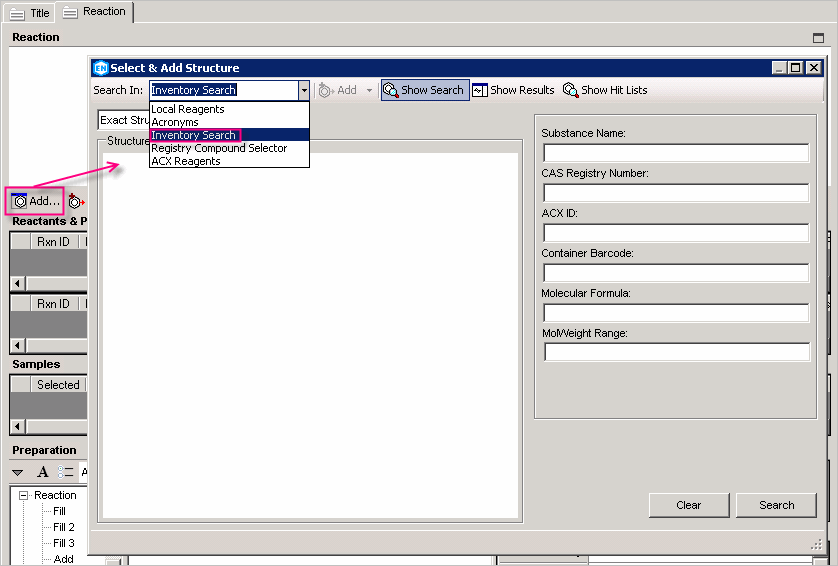 Title
Reaction
Reaction
EN Select & Add Structure
Search In: Inventory Search Add Show Search Show Results Show Hit Lists
Local Reagents
Acronyms
Inventory Search
Registry Compound Selector
ACX Reagents
Exact Stru
Structure
Substance Name:
CAS Registry Number:
ACX ID:
Container Barcode:
Molecular Formula:
MolWeight Range:
Clear
Search
Add...
Reactants & P
Rxn ID
Rxn ID
Samples
Selected
Preparation
A
Reaction
Fill
Fill 2
Fill 3
Add